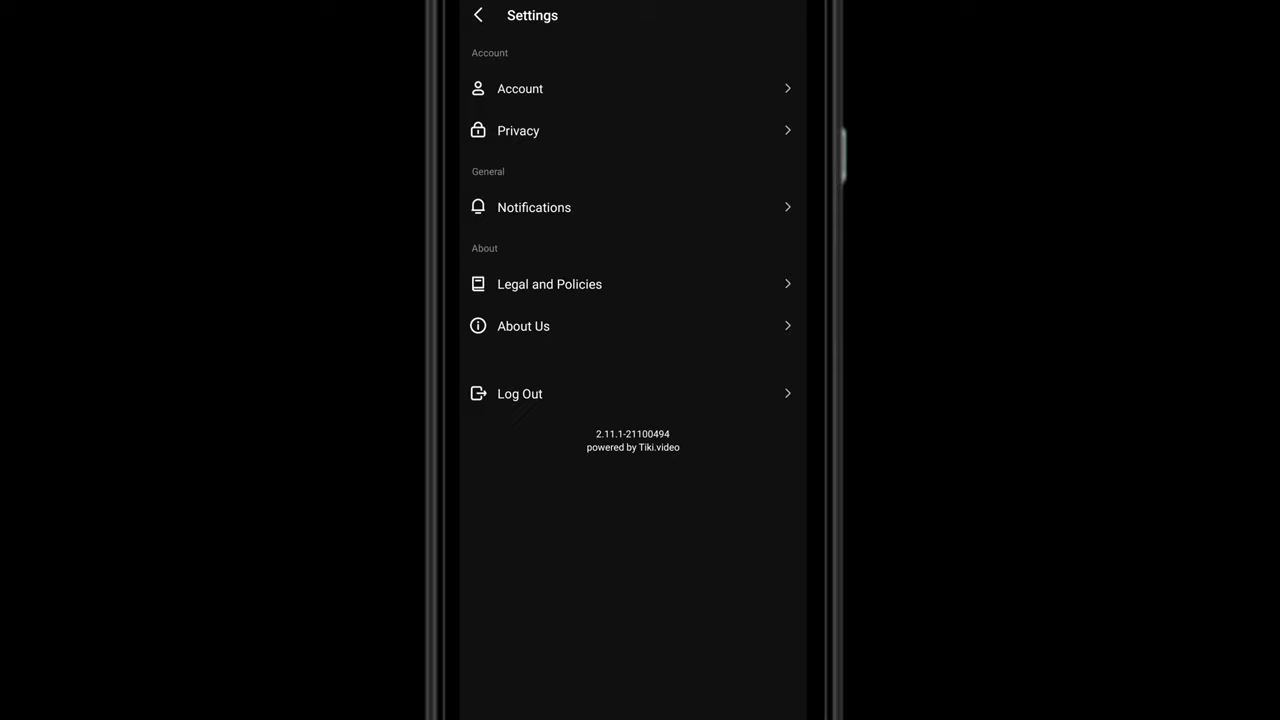 Settings
Account
Account
Privacy
General
Notifications
About
Legal and Policies
About Us
Log Out
2.11.1-21100494
powered by Tiki.video